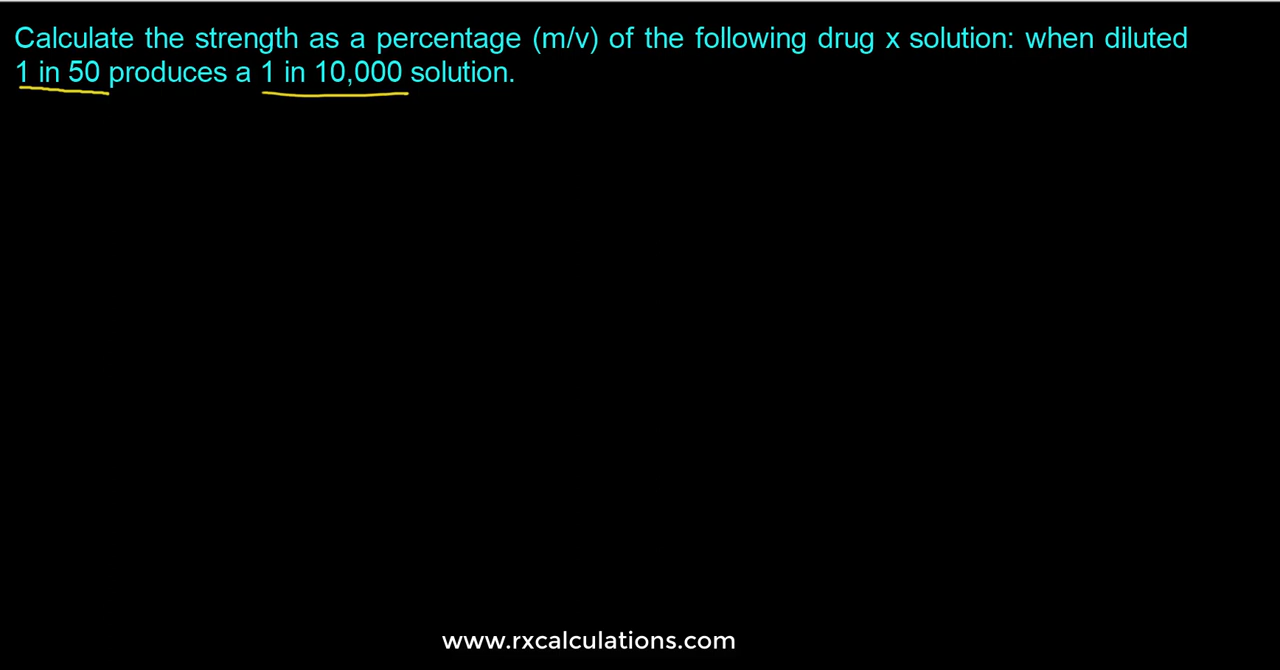 Calculate the strength as a percentage (m/v) of the following drug x solution: when diluted
1 in 50 produces a 1 in 10,000 solution.
www.rxcalculations.com